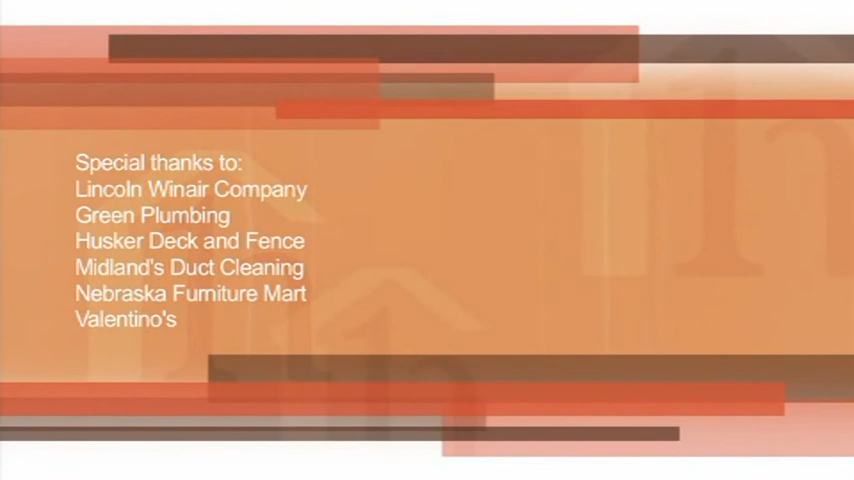 Special thanks to:
Lincoln Winair Company
Green Plumbing
Husker Deck and Fence
Midland's Duct Cleaning
Nebraska Furniture Mart
Valentino's